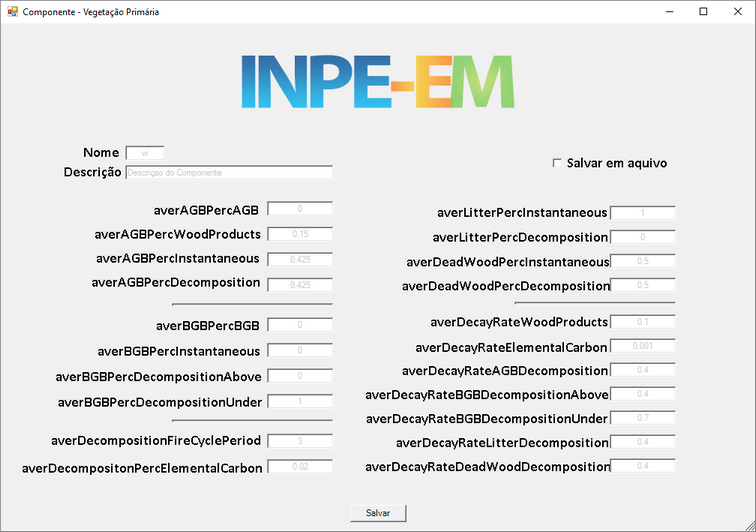 Componente - Vegetação Primária
INPE-EM
Nome vr
Descrição Descriçao do Componente
Salvar em aquivo
averAGBPercAGB 0
averAGBPercWoodProducts 0.15
averAGBPercInstantaneous 0.425
averAGBPercDecomposition 0.425
averBGBPercBGB 0
averBGBPercInstantaneous 0
averBGBPercDecompositionAbove 0
averBGBPercDecompositionUnder 1
averDecompositionFireCyclePeriod 3
averDecompositonPercElementalCarbon 0.02
averLitterPercInstantaneous 1
averLitterPercDecomposition 0
averDeadWoodPercInstantaneous 0.5
averDeadWoodPercDecomposition 0.5
averDecayRateWoodProducts 0.1
averDecayRateElementalCarbon 0.001
averDecayRateAGBDecomposition 0.4
averDecayRateBGBDecompositionAbove 0.4
averDecayRateBGBDecompositionUnder 0.7
averDecayRateLitterDecomposition 0.4
averDecayRateDeadWoodDecomposition 0.4
Salvar